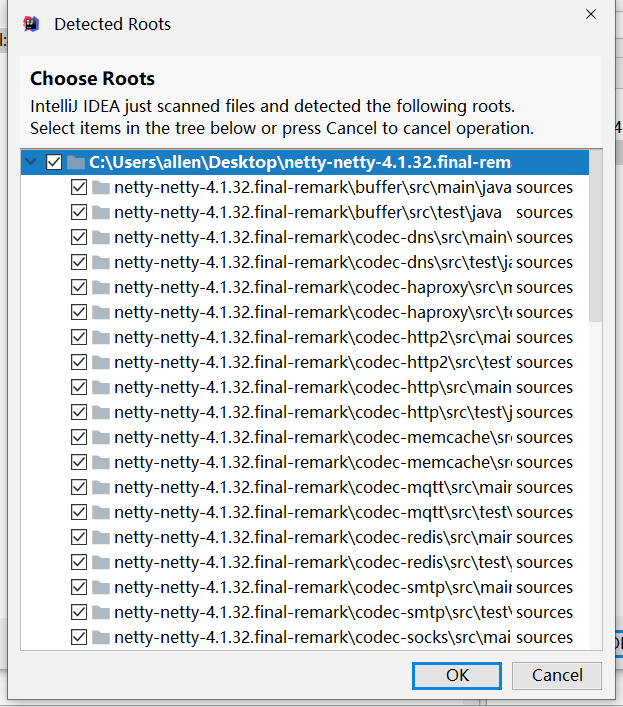 Detected Roots
Choose Roots
IntelliJ IDEA just scanned files and detected the following roots.
Select items in the tree below or press Cancel to cancel operation.
C:\Users\allen\Desktop\netty-netty-4.1.32.final-rem
netty-netty-4.1.32.final-remark\buffer\src\main\java sources
netty-netty-4.1.32.final-remark\buffer\src\test\java sources
netty-netty-4.1.32.final-remark\codec-dns\src\main\ sources
netty-netty-4.1.32.final-remark\codec-dns\src\test\ja sources
netty-netty-4.1.32.final-remark\codec-haproxy\src\m sources
netty-netty-4.1.32.final-remark\codec-haproxy\src\te sources
netty-netty-4.1.32.final-remark\codec-http2\src\mai sources
netty-netty-4.1.32.final-remark\codec-http2\src\test\ sources
netty-netty-4.1.32.final-remark\codec-http\src\main sources
netty-netty-4.1.32.final-remark\codec-http\src\test\j sources
netty-netty-4.1.32.final-remark\codec-memcache\src sources
netty-netty-4.1.32.final-remark\codec-memcache\src sources
netty-netty-4.1.32.final-remark\codec-mqtt\src\main sources
netty-netty-4.1.32.final-remark\codec-mqtt\src\test\ sources
netty-netty-4.1.32.final-remark\codec-redis\src\main sources
netty-netty-4.1.32.final-remark\codec-redis\src\test\ sources
netty-netty-4.1.32.final-remark\codec-smtp\src\main sources
netty-netty-4.1.32.final-remark\codec-smtp\src\test\ sources
netty-netty-4.1.32.final-remark\codec-socks\src\mai sources
OK Cancel